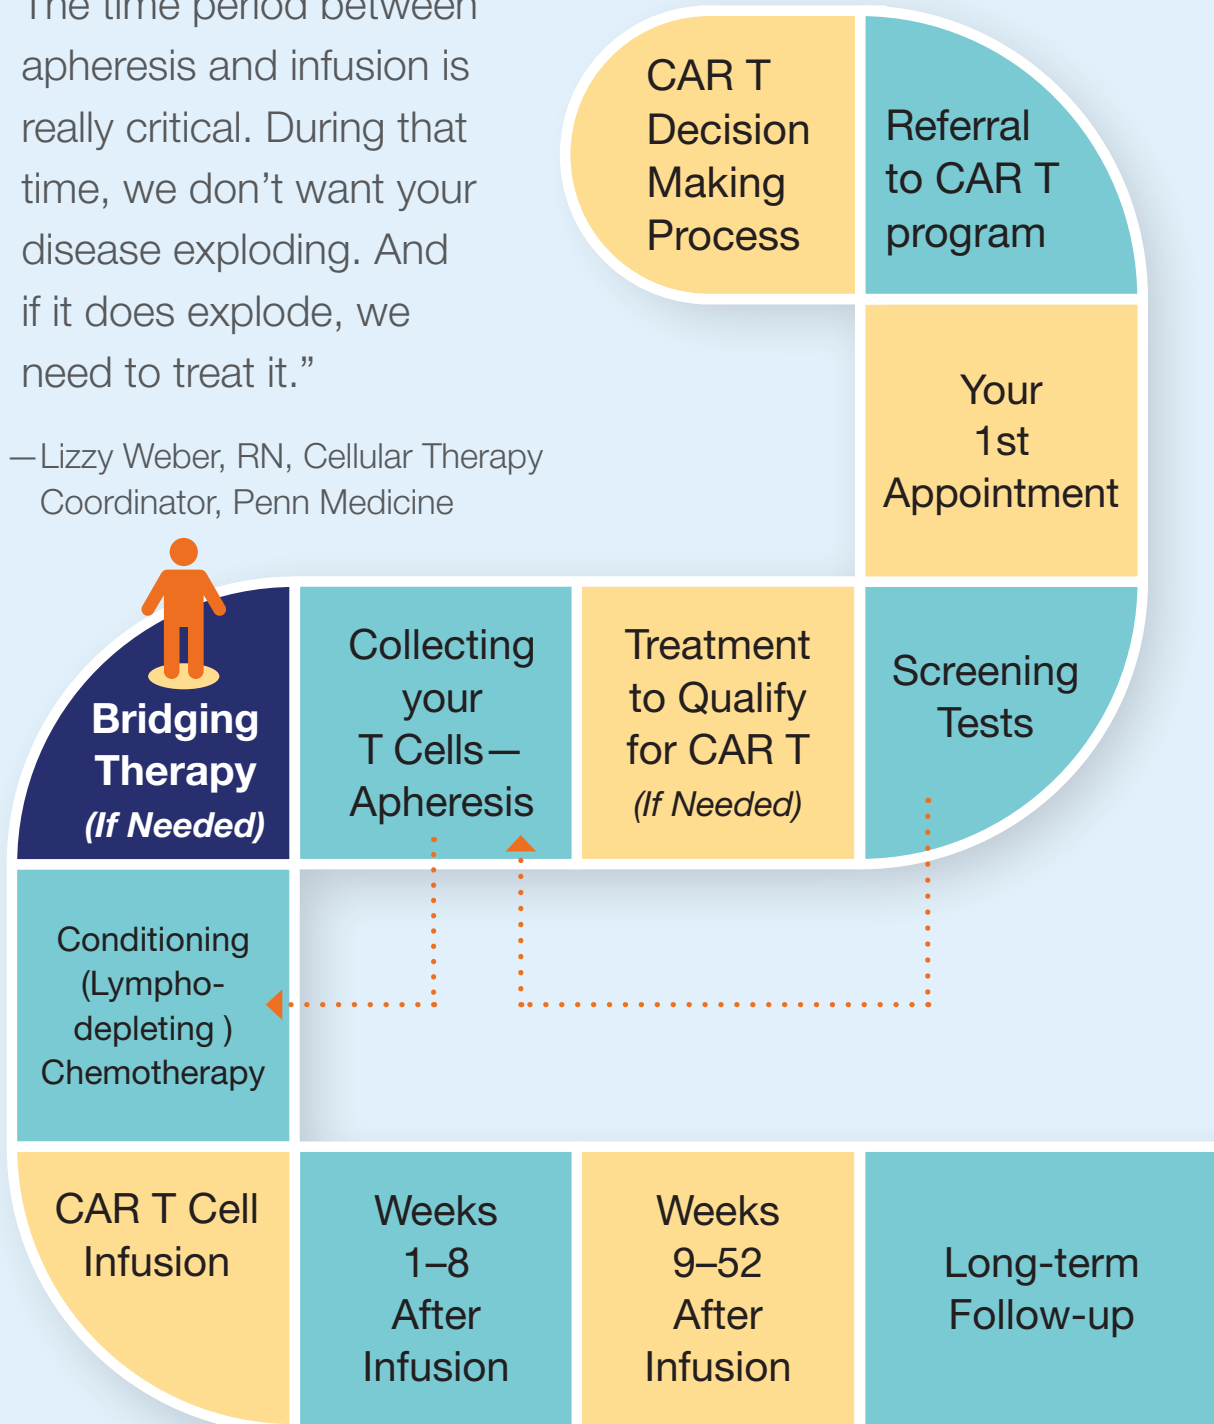 The time period between
apheresis and infusion is
really critical. During that
time, we don’t want your
disease exploding. And
if it does explode, we
need to treat it.”
—Lizzy Weber, RN, Cellular Therapy
Coordinator, Penn Medicine
CAR T
Decision
Making
Process
Referral
to CAR T
program
Your
1st
Appointment
Screening
Tests
Treatment
to Qualify
for CAR T
(If Needed)
Collecting
your
T Cells—
Apheresis
Bridging
Therapy
(If Needed)
Conditioning
(Lympho-
depleting )
Chemotherapy
CAR T Cell
Infusion
Weeks
1–8
After
Infusion
Weeks
9–52
After
Infusion
Long-term
Follow-up